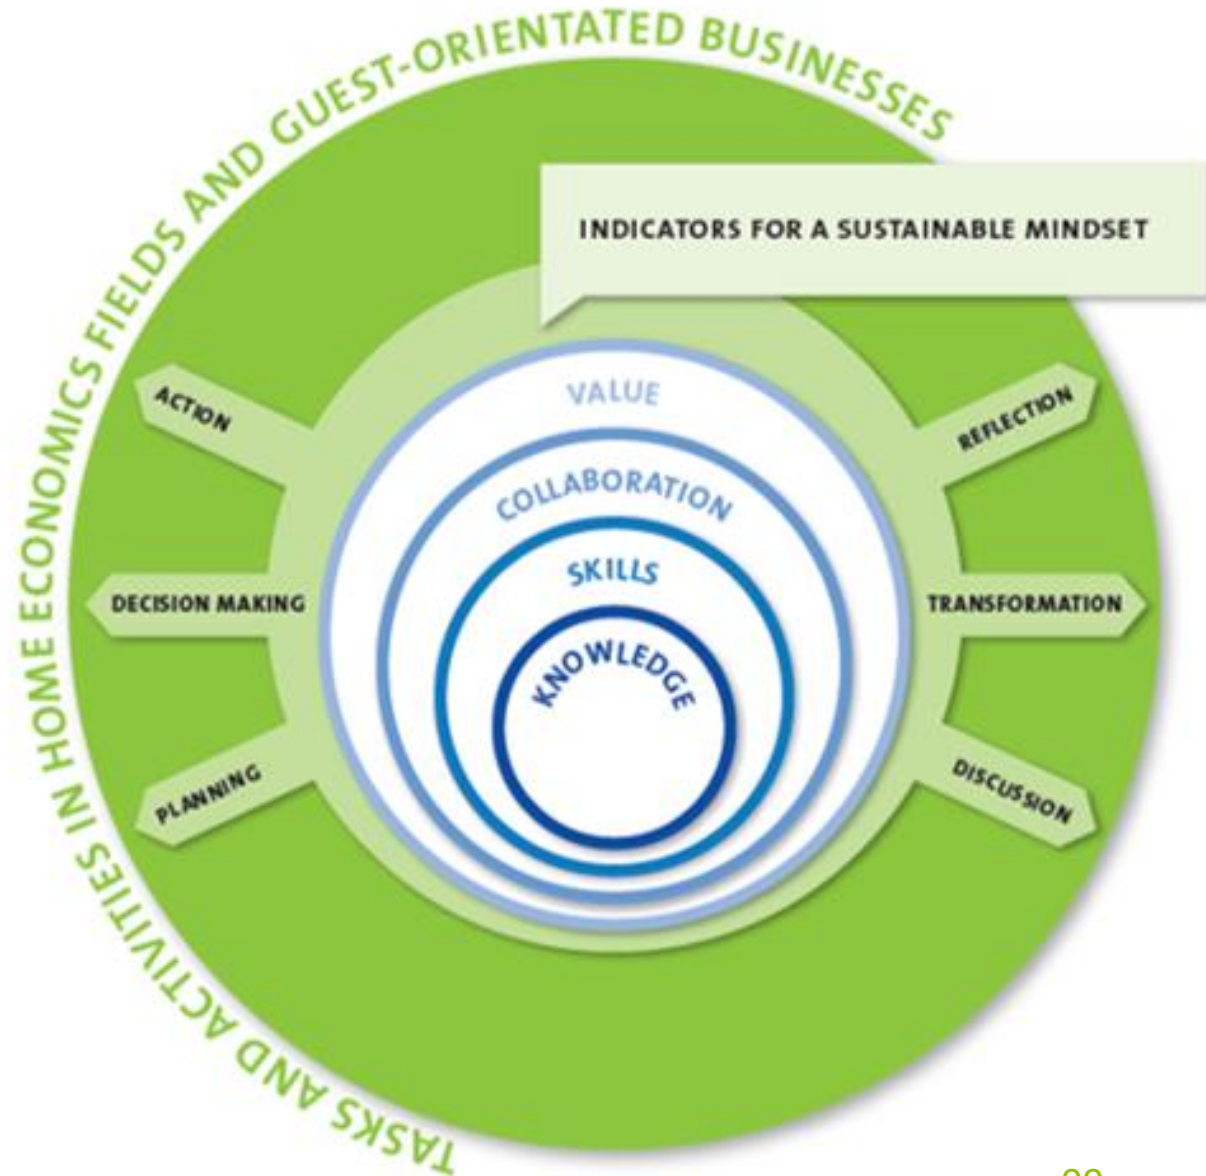 TASKS AND ACTIVITIES IN HOME ECONOMICS FIELDS AND GUEST-ORIENTATED BUSINESSES
INDICATORS FOR A SUSTAINABLE MINDSET
VALUE
COLLABORATION
SKILLS
KNOWLEDGE
ACTION
DECISION MAKING
PLANNING
REFLECTION
TRANSFORMATION
DISCUSSION